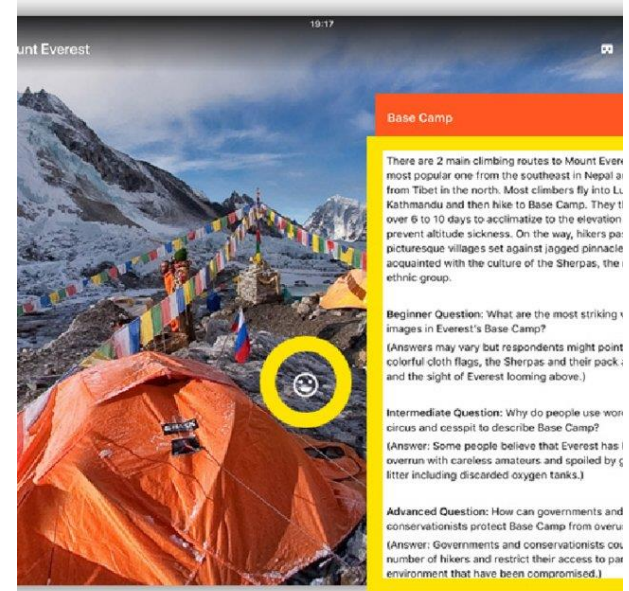 19:17
unt Everest
Base Camp
There are 2 main climbing routes to Mount Evere
most popular one from the southeast in Nepal a
from Tibet in the north. Most climbers fly into Lu
Kathmandu and then hike to Base Camp. They t
over 6 to 10 days to acclimatize to the elevation
prevent altitude sickness. On the way, hikers pas
picturesque villages set against jagged pinnacle
acquainted with the culture of the Sherpas, the
ethnic group.
Beginner Question: What are the most striking v
images in Everest's Base Camp?
(Answers may vary but respondents might point
colorful cloth flags, the Sherpas and their pack a
and the sight of Everest looming above.)
Intermediate Question: Why do people use wor
circus and cesspit to describe Base Camp?
(Answer: Some people believe that Everest has
overrun with careless amateurs and spoiled by g
litter including discarded oxygen tanks.)
Advanced Question: How can governments and
conservationists protect Base Camp from overu
(Answer: Governments and conservationists cou
number of hikers and restrict their access to par
environment that have been compromised.)